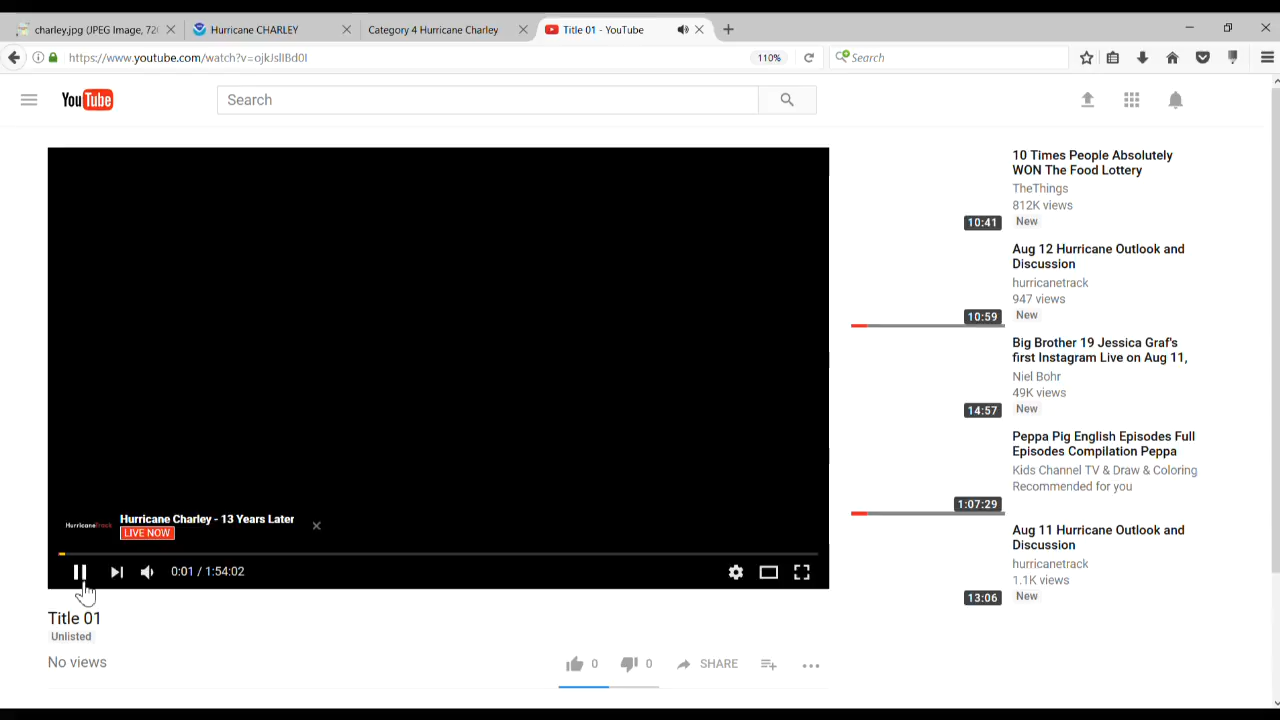 charley.jpg (JPEG Image, 72
Hurricane CHARLEY
Category 4 Hurricane Charley
Title 01 - YouTube
https://www.youtube.com/watch?v=ojkJslIBd0I
110%
Search
YouTube
Search
10 Times People Absolutely
WON The Food Lottery
TheThings
812K views
10:41
New
Aug 12 Hurricane Outlook and
Discussion
hurricanetrack
947 views
10:59
New
Big Brother 19 Jessica Graf's
first Instagram Live on Aug 11,
Niel Bohr
49K views
14:57
New
Peppa Pig English Episodes Full
Episodes Compilation Peppa
Kids Channel TV & Draw & Coloring
Recommended for you
1:07:29
Aug 11 Hurricane Outlook and
Discussion
hurricanetrack
1.1K views
13:06
New
HurricaneTrack
Hurricane Charley - 13 Years Later
LIVE NOW
0:01 / 1:54:02
Title 01
Unlisted
No views
0
0
SHARE